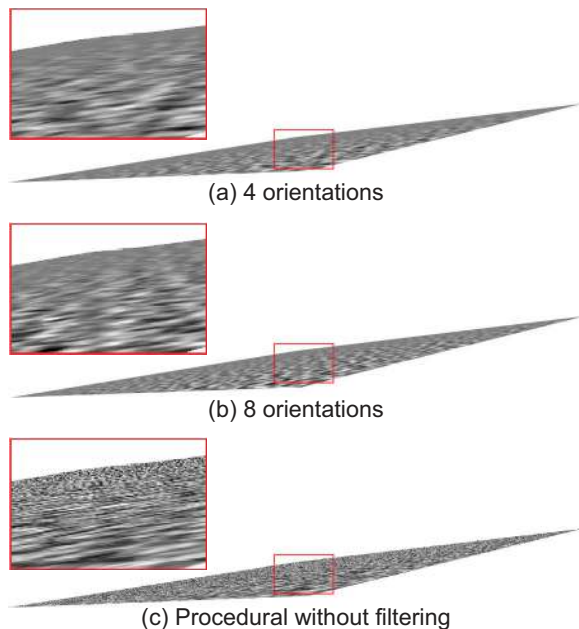 (a) 4 orientations
(b) 8 orientations
(c) Procedural without filtering